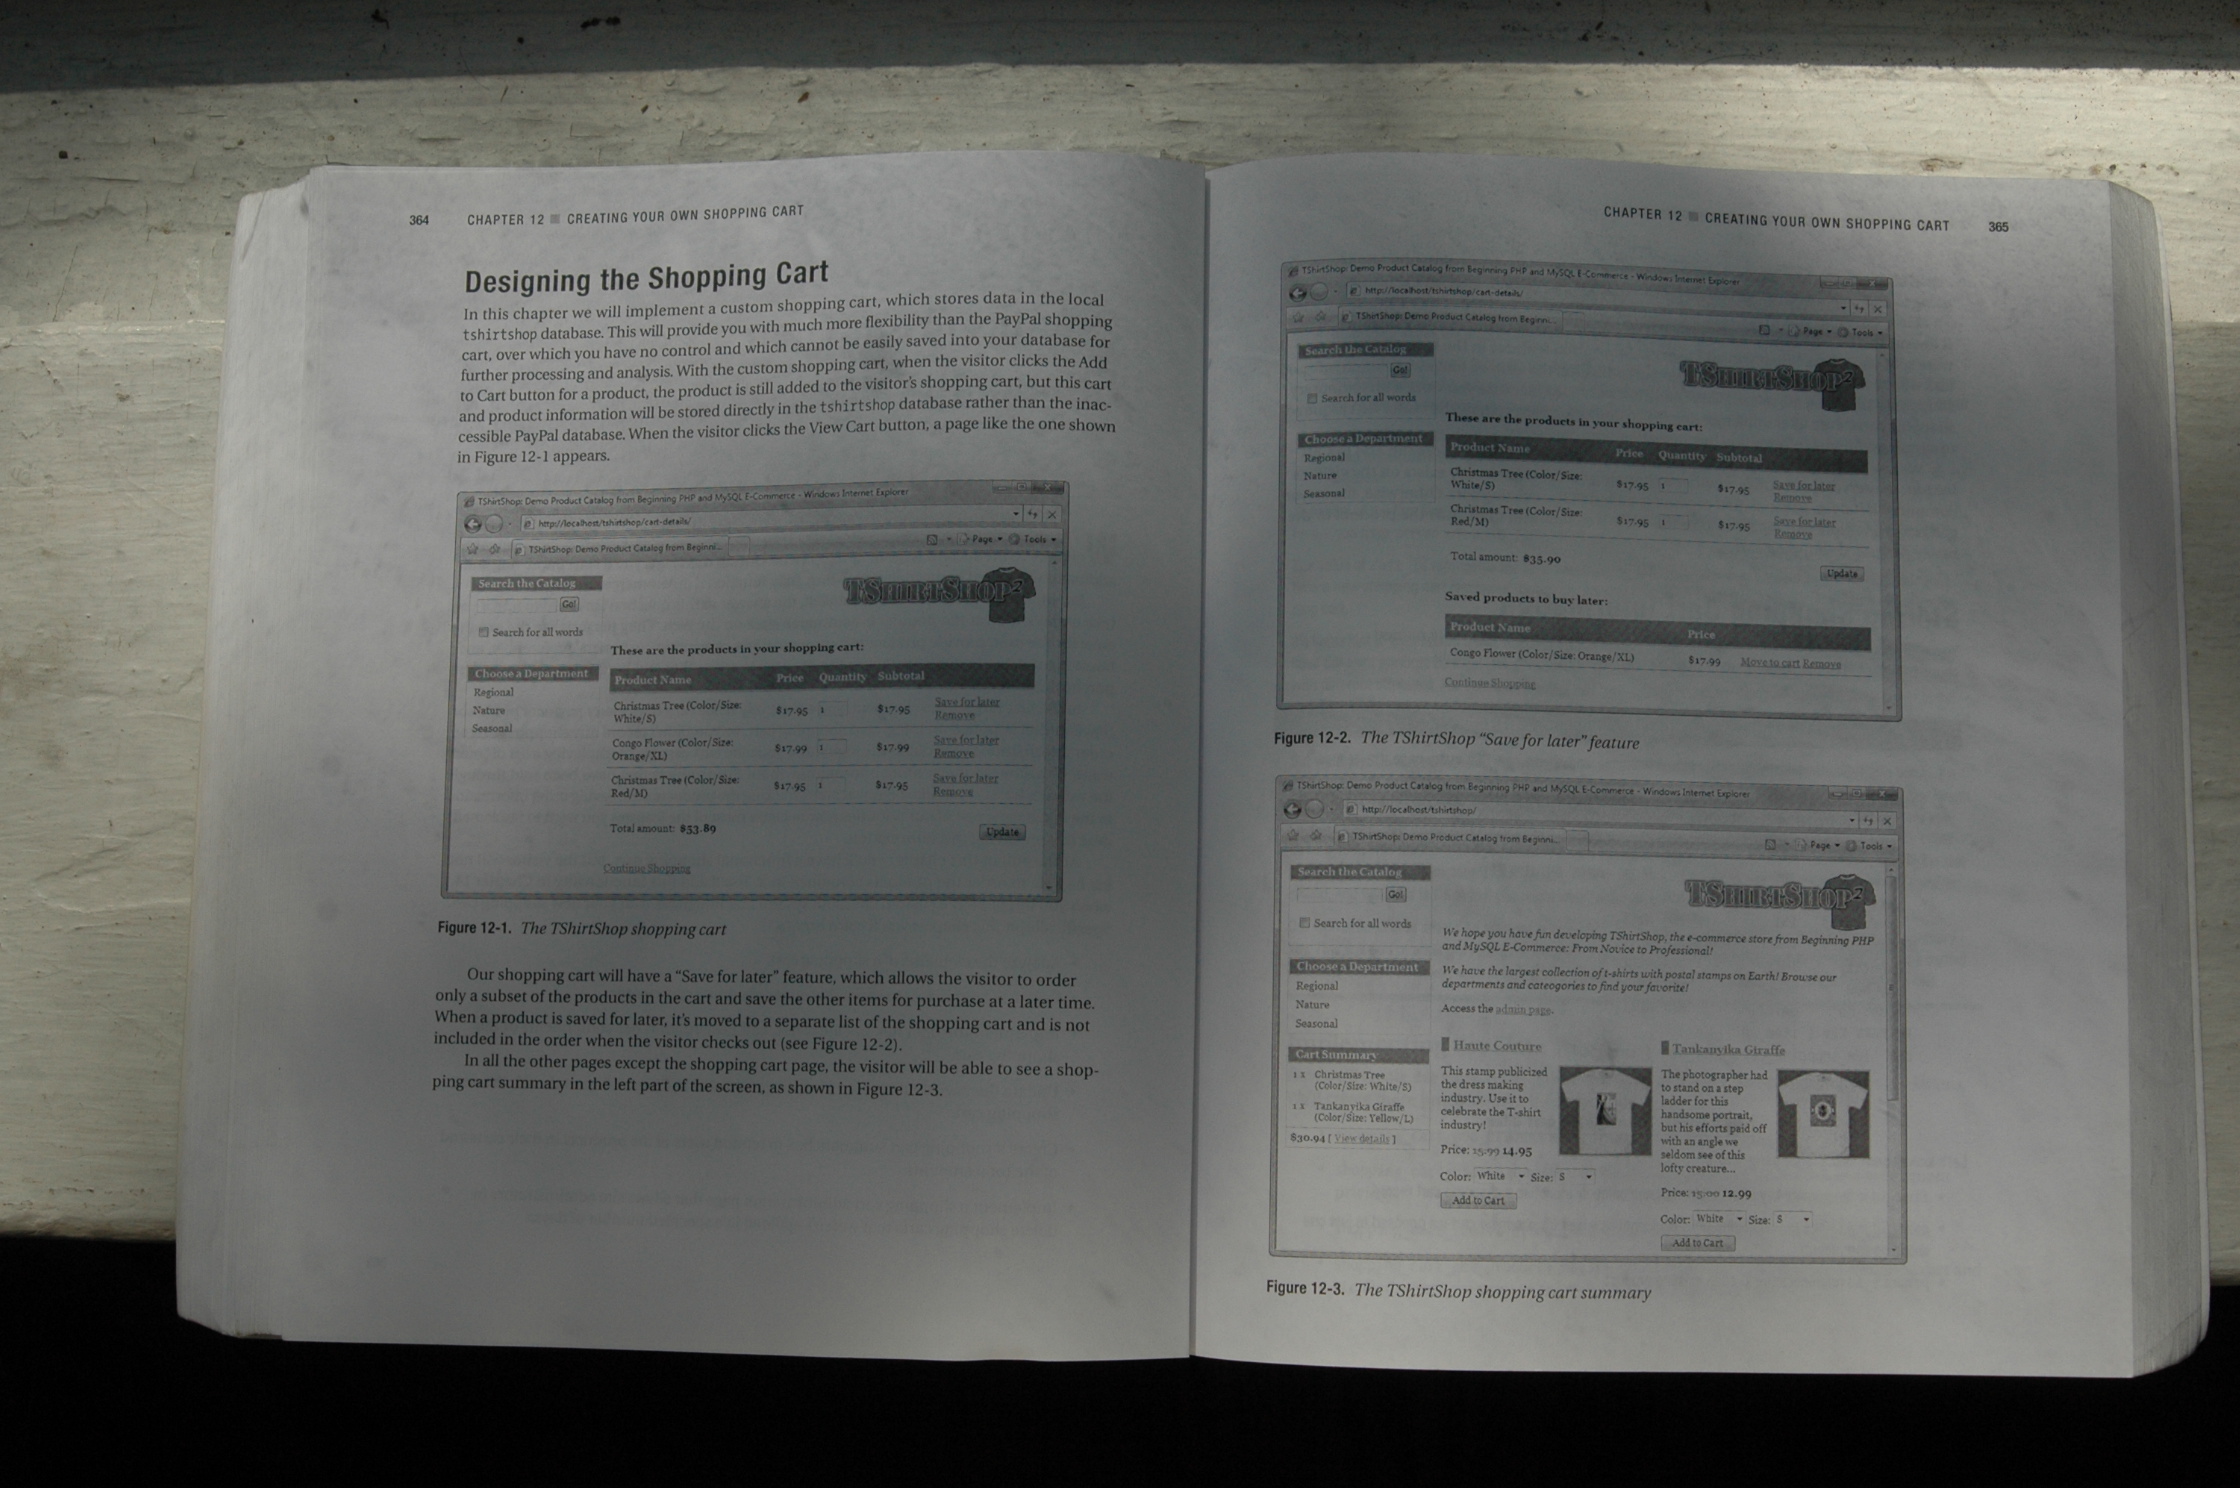 364 CHAPTER 12 ■ CREATING YOUR OWN SHOPPING CART
Designing the Shopping Cart
In this chapter we will implement a custom shopping cart, which stores data in the local
tshirtshop database. This will provide you with much more flexibility than the PayPal shopping
cart, over which you have no control and which cannot be easily saved into your database for
further processing and analysis. With the custom shopping cart, when the visitor clicks the Add
to Cart button for a product, the product is still added to the visitor's shopping cart, but this cart
and product information will be stored directly in the tshirtshop database rather than the inac-
cessible PayPal database. When the visitor clicks the View Cart button, a page like the one shown
in Figure 12-1 appears.
TShirtShop: Demo Product Catalog from Beginning PHP and MySQL E-Commerce - Windows Internet Explorer
http://localhost/tshirtshop/cart-details/
TShirtShop: Demo Product Catalog from Beginni... Page Tools
Search the Catalog
Go!
Search for all words
Choose a Department
Regional
Nature
Seasonal
TSHIRTSHOP²
These are the products in your shopping cart:
Product Name Price Quantity Subtotal
Christmas Tree (Color/Size: White/S) $17.95 1 $17.95 Save for later Remove
Congo Flower (Color/Size: Orange/XL) $17.99 1 $17.99 Save for later Remove
Christmas Tree (Color/Size: Red/M) $17.95 1 $17.95 Save for later Remove
Total amount: $53.89 Update
Continue Shopping
Figure 12-1. The TShirtShop shopping cart
Our shopping cart will have a “Save for later” feature, which allows the visitor to order
only a subset of the products in the cart and save the other items for purchase at a later time.
When a product is saved for later, it's moved to a separate list of the shopping cart and is not
included in the order when the visitor checks out (see Figure 12-2).
In all the other pages except the shopping cart page, the visitor will be able to see a shop-
ping cart summary in the left part of the screen, as shown in Figure 12-3.
CHAPTER 12 ■ CREATING YOUR OWN SHOPPING CART 365
TShirtShop: Demo Product Catalog from Beginning PHP and MySQL E-Commerce - Windows Internet Explorer
http://localhost/tshirtshop/cart-details/
TShirtShop: Demo Product Catalog from Beginni... Page Tools
Search the Catalog
Go!
Search for all words
Choose a Department
Regional
Nature
Seasonal
TSHIRTSHOP²
These are the products in your shopping cart:
Product Name Price Quantity Subtotal
Christmas Tree (Color/Size: White/S) $17.95 1 $17.95 Save for later Remove
Christmas Tree (Color/Size: Red/M) $17.95 1 $17.95 Save for later Remove
Total amount: $35.90
Update
Saved products to buy later:
Product Name Price
Congo Flower (Color/Size: Orange/XL) $17.99 Move to cart Remove
Continue Shopping
Figure 12-2. The TShirtShop “Save for later” feature
TShirtShop: Demo Product Catalog from Beginning PHP and MySQL E-Commerce - Windows Internet Explorer
http://localhost/tshirtshop/
TShirtShop: Demo Product Catalog from Beginni... Page Tools
Search the Catalog
Go!
Search for all words
Choose a Department
Regional
Nature
Seasonal
Cart Summary
1 x Christmas Tree
(Color/Size: White/S)
1 x Tankanyika Giraffe
(Color/Size: Yellow/L)
$30.94 [ View details ]
TSHIRTSHOP²
We hope you have fun developing TShirtShop, the e-commerce store from Beginning PHP
and MySQL E-Commerce: From Novice to Professional!
We have the largest collection of t-shirts with postal stamps on Earth! Browse our
departments and cateogories to find your favorite!
Access the admin page.
Haute Couture
This stamp publicized
the dress making
industry. Use it to
celebrate the T-shirt
industry!
Price: 15.99 14.95
Color: White Size: S
Add to Cart
Tankanyika Giraffe
The photographer had
to stand on a step
ladder for this
handsome portrait,
but his efforts paid off
with an angle we
seldom see of this
lofty creature...
Price: 15.00 12.99
Color: White Size: S
Add to Cart
Figure 12-3. The TShirtShop shopping cart summary